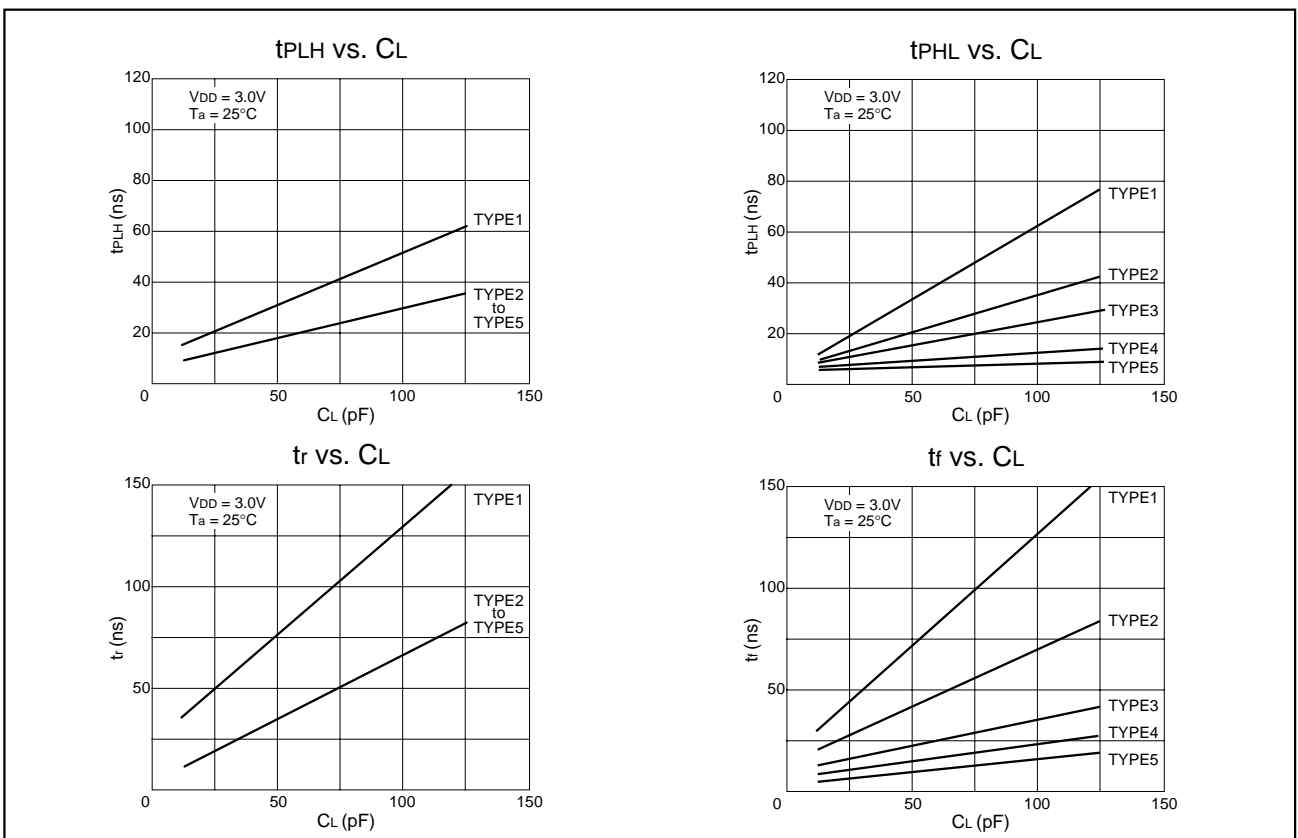 tPLH vs. CL
120
100
80
60
40
20
0
50
100
150
tPLH (ns)
CL (pF)
VDD = 3.0V
Ta = 25°C
TYPE1
TYPE2
to
TYPE5
tPHL vs. CL
120
100
80
60
40
20
0
50
100
150
tPLH (ns)
CL (pF)
VDD = 3.0V
Ta = 25°C
TYPE1
TYPE2
TYPE3
TYPE4
TYPE5
tr vs. CL
150
100
50
0
50
100
150
tr (ns)
CL (pF)
VDD = 3.0V
Ta = 25°C
TYPE1
TYPE2
to
TYPE5
tf vs. CL
150
100
50
0
50
100
150
tf (ns)
CL (pF)
VDD = 3.0V
Ta = 25°C
TYPE1
TYPE2
TYPE3
TYPE4
TYPE5